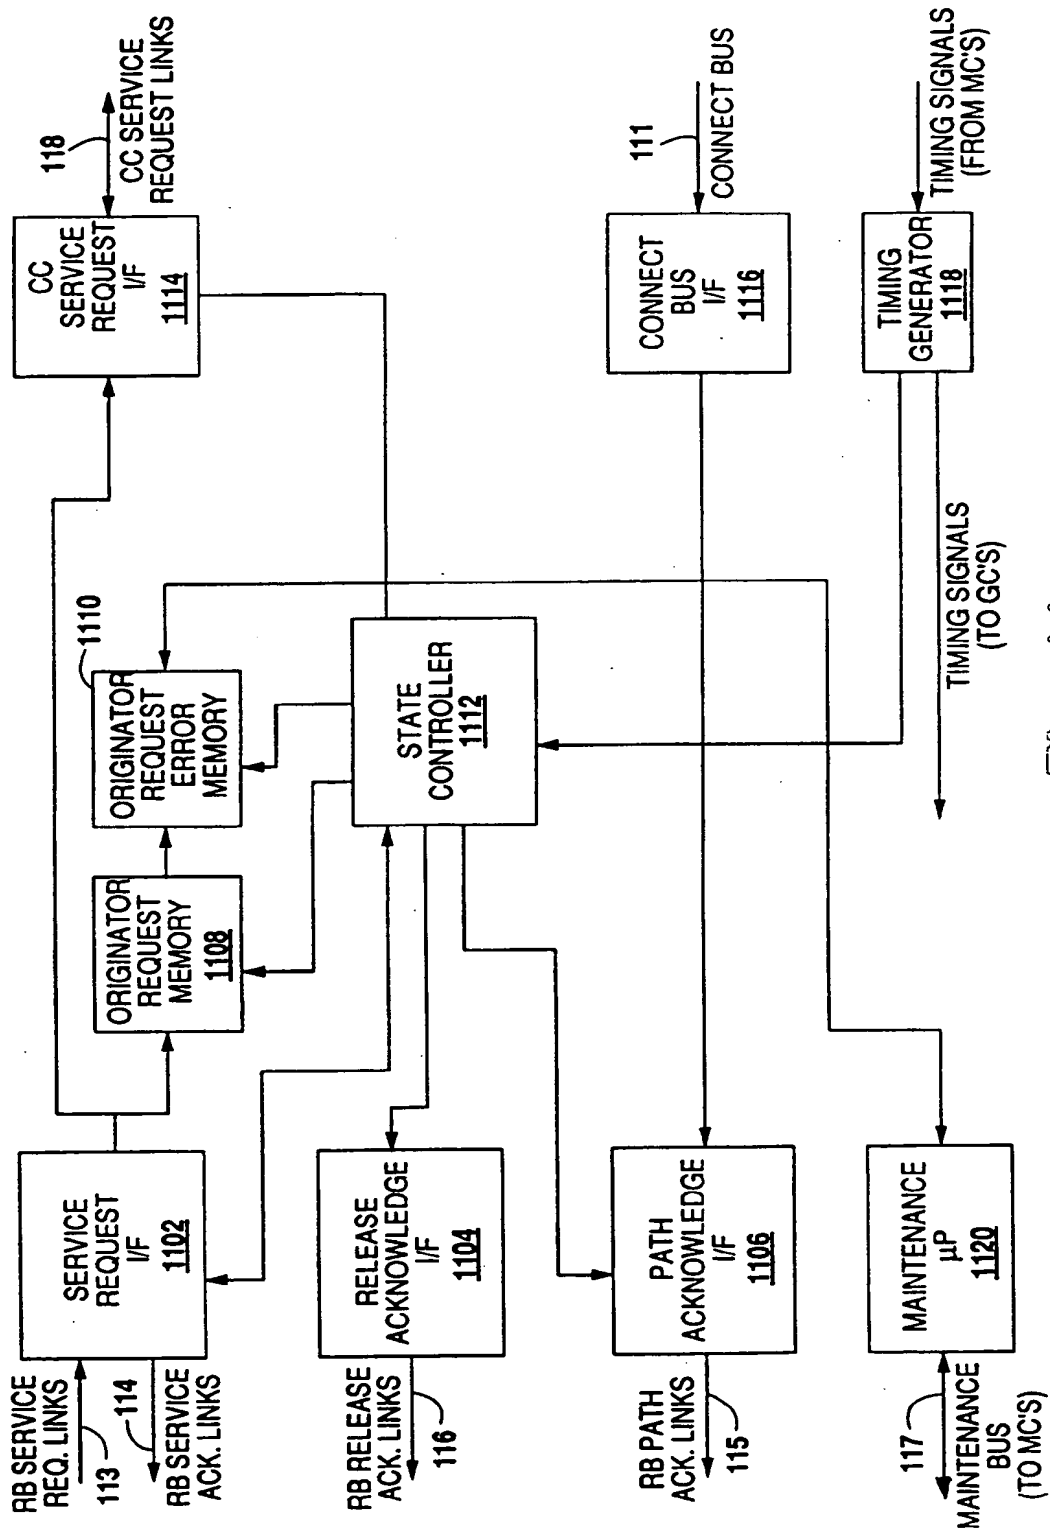 RB SERVICE
REQ. LINKS
113
114
RB SERVICE
ACK. LINKS
SERVICE
REQUEST
I/F
1102
ORIGINATOR
REQUEST
MEMORY
1108
ORIGINATOR
REQUEST
ERROR
MEMORY
1110
CC
SERVICE
REQUEST
I/F
1114
118
CC SERVICE
REQUEST LINKS
RB RELEASE
ACK. LINKS
116
RELEASE
ACKNOWLEDGE
I/F
1104
STATE
CONTROLLER
1112
RB PATH
ACK. LINKS
115
PATH
ACKNOWLEDGE
I/F
1106
CONNECT
BUS
I/F
1116
111
CONNECT BUS
117
MAINTENANCE
BUS
(TO MC'S)
MAINTENANCE
µP
1120
TIMING SIGNALS
(TO GC'S)
TIMING
GENERATOR
1118
TIMING SIGNALS
(FROM MC'S)